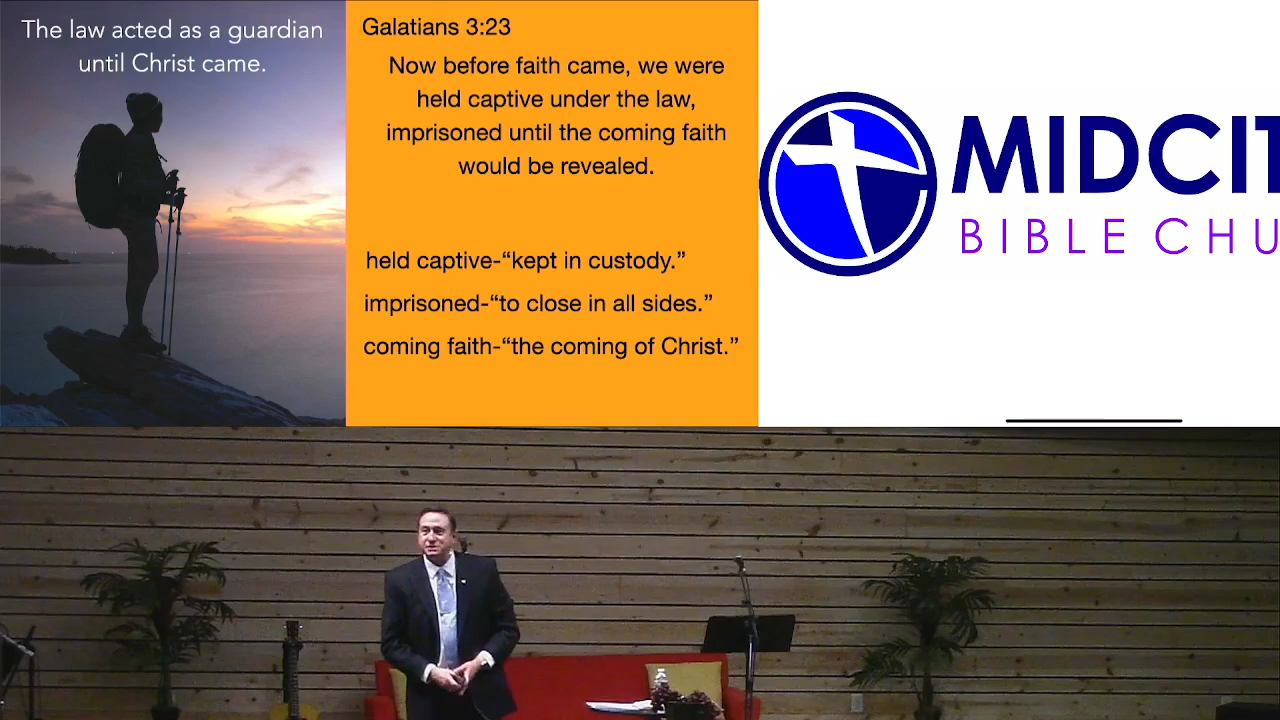 The law acted as a guardian
until Christ came.
Galatians 3:23
Now before faith came, we were
held captive under the law,
imprisoned until the coming faith
would be revealed.
held captive-“kept in custody.”
imprisoned-“to close in all sides.”
coming faith-“the coming of Christ.”
MIDCIT
BIBLE CHU